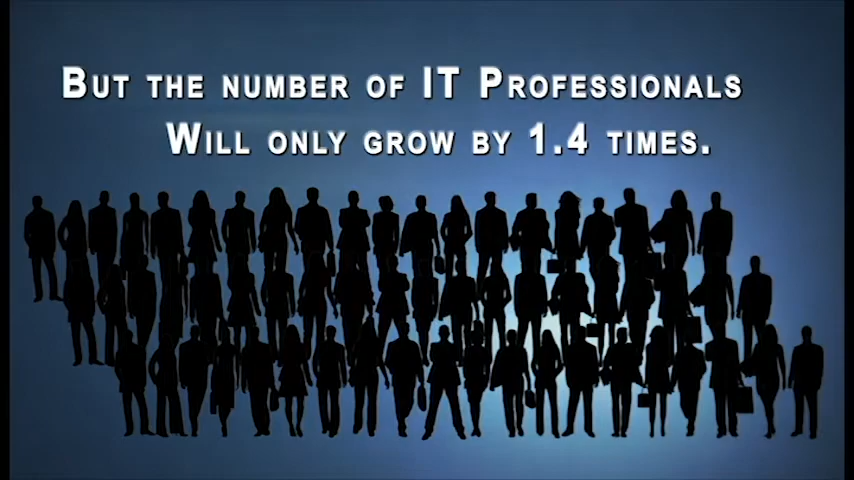 But the number of IT Professionals
Will only grow by 1.4 times.